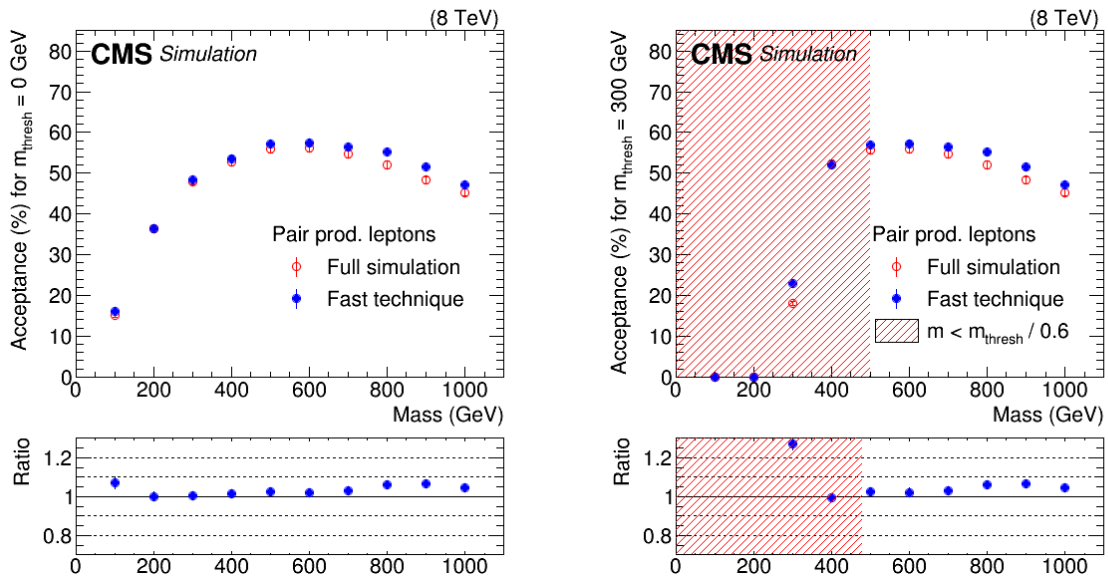 (8 TeV)
CMS Simulation
Acceptance (%) for m_thresh = 0 GeV
80
70
60
50
40
30
20
10
0
Pair prod. leptons
Full simulation
Fast technique
0 200 400 600 800 1000
Mass (GeV)
Ratio
1.2
1
0.8
0 200 400 600 800 1000
(8 TeV)
CMS Simulation
Acceptance (%) for m_thresh = 300 GeV
80
70
60
50
40
30
20
10
0
Pair prod. leptons
Full simulation
Fast technique
m < m_thresh / 0.6
0 200 400 600 800 1000
Mass (GeV)
Ratio
1.2
1
0.8
0 200 400 600 800 1000